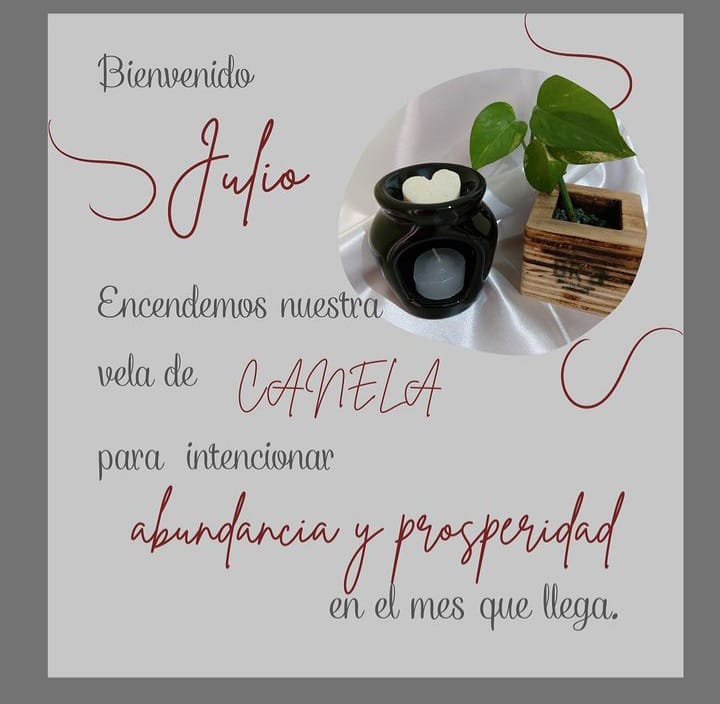 Bienvenido
Julio
Encendemos nuestra
vela de CANELA
para intencionar
abundancia y prosperidad
en el mes que llega.